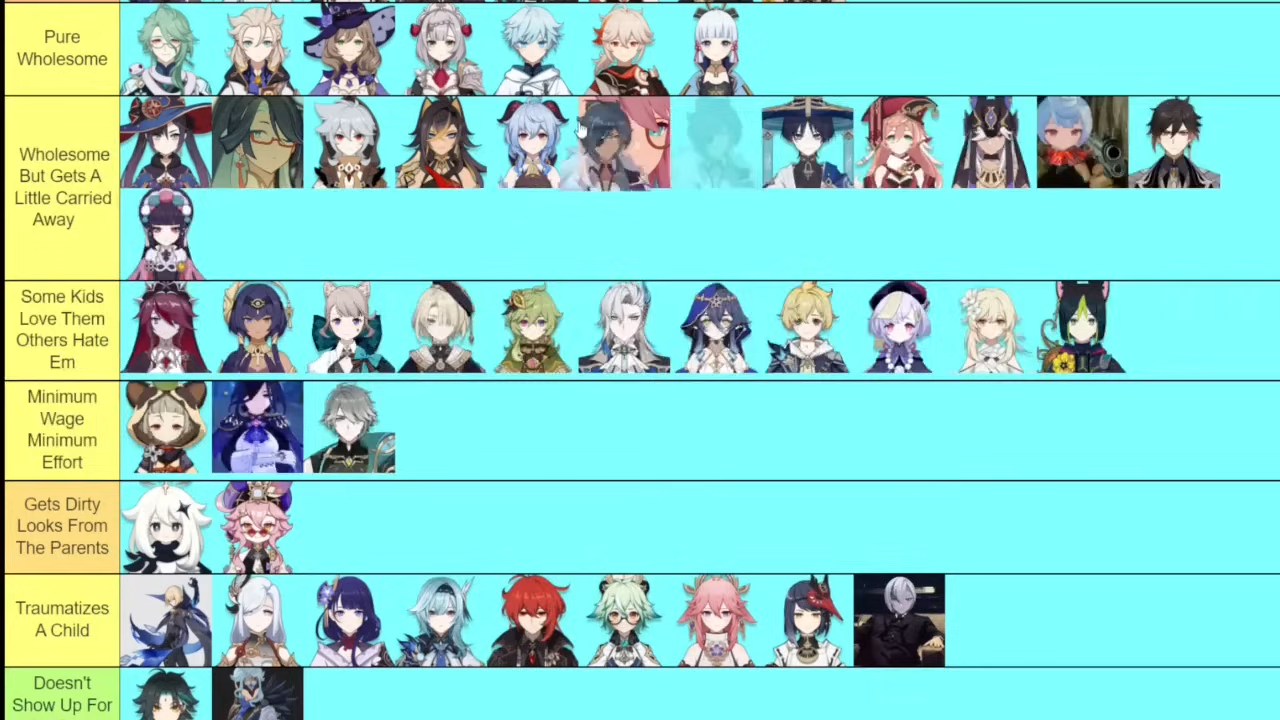 Pure
Wholesome
Wholesome
But Gets A
Little Carried
Away
Some Kids
Love Them
Others Hate
Em
Minimum
Wage
Minimum
Effort
Gets Dirty
Looks From
The Parents
Traumatizes
A Child
Doesn't
Show Up For